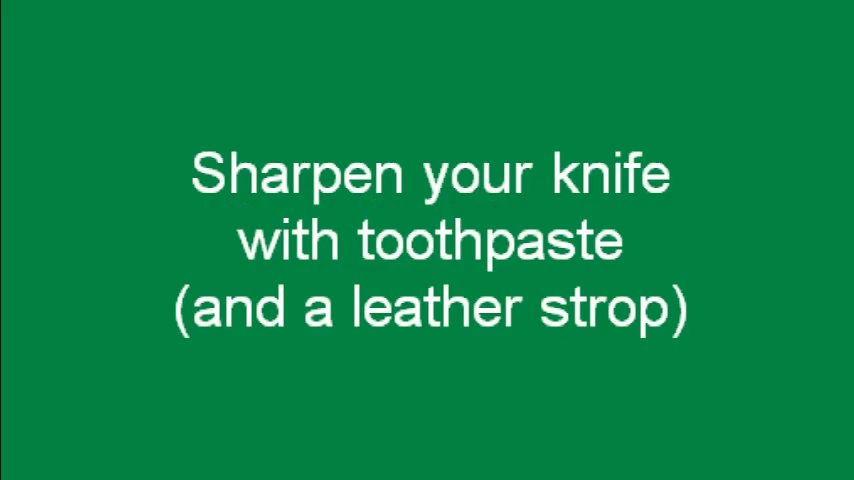 Sharpen your knife
with toothpaste
(and a leather strop)